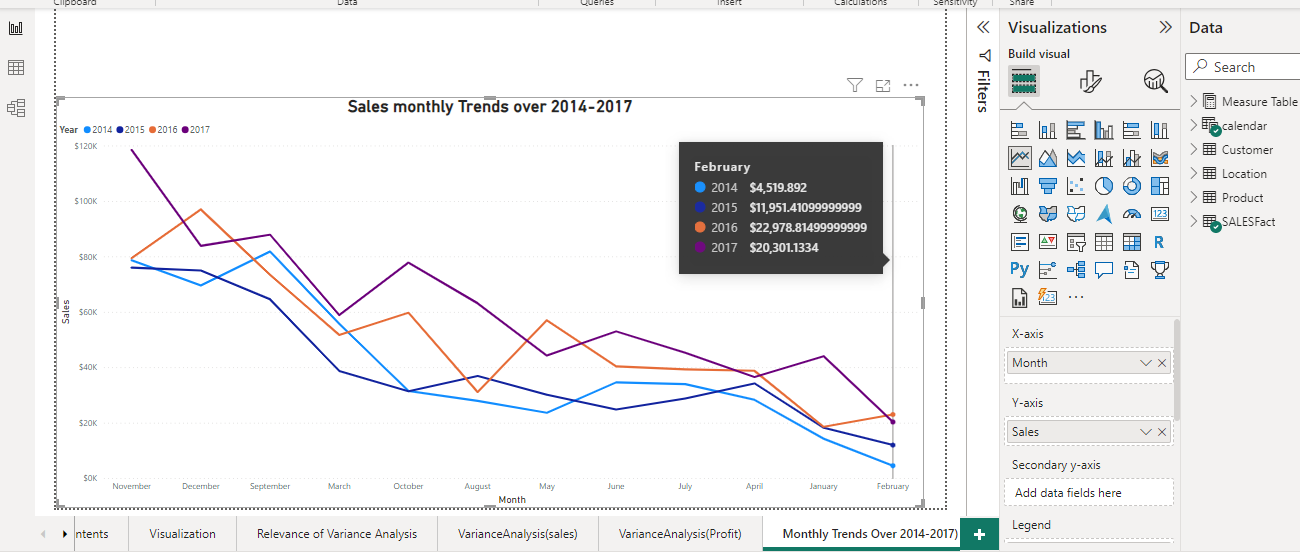 Clipboard Data Queries Insert Calculations Sensitivity Share
Visualizations
Data
Build visual
Search
Filters
Measure Table
calendar
Customer
Location
Product
SALESFact
Sales monthly Trends over 2014-2017
Year 2014 2015 2016 2017
$120K
$100K
$80K
$60K
$40K
$20K
$0K
Sales
February
2014 $4,519.892
2015 $11,951.41099999999
2016 $22,978.81499999999
2017 $20,301.1334
November December September March October August May June July April January February
Month
123
R
Py
123
X-axis
Month
Y-axis
Sales
Secondary y-axis
Add data fields here
Legend
ntents
Visualization
Relevance of Variance Analysis
VarianceAnalysis(sales)
VarianceAnalysis(Profit)
Monthly Trends Over 2014-2017)